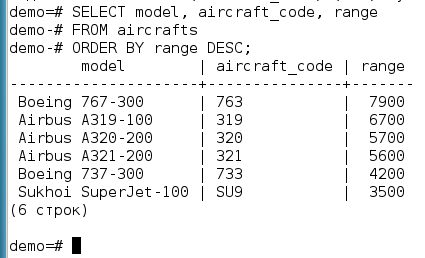 demo=# SELECT model, aircraft_code, range
demo-# FROM aircrafts
demo-# ORDER BY range DESC;
        model        | aircraft_code | range
---------------------+---------------+-------
 Boeing 767-300      | 763           |  7900
 Airbus A319-100     | 319           |  6700
 Airbus A320-200     | 320           |  5700
 Airbus A321-200     | 321           |  5600
 Boeing 737-300      | 733           |  4200
 Sukhoi SuperJet-100 | SU9           |  3500
(6 строк)
demo=#